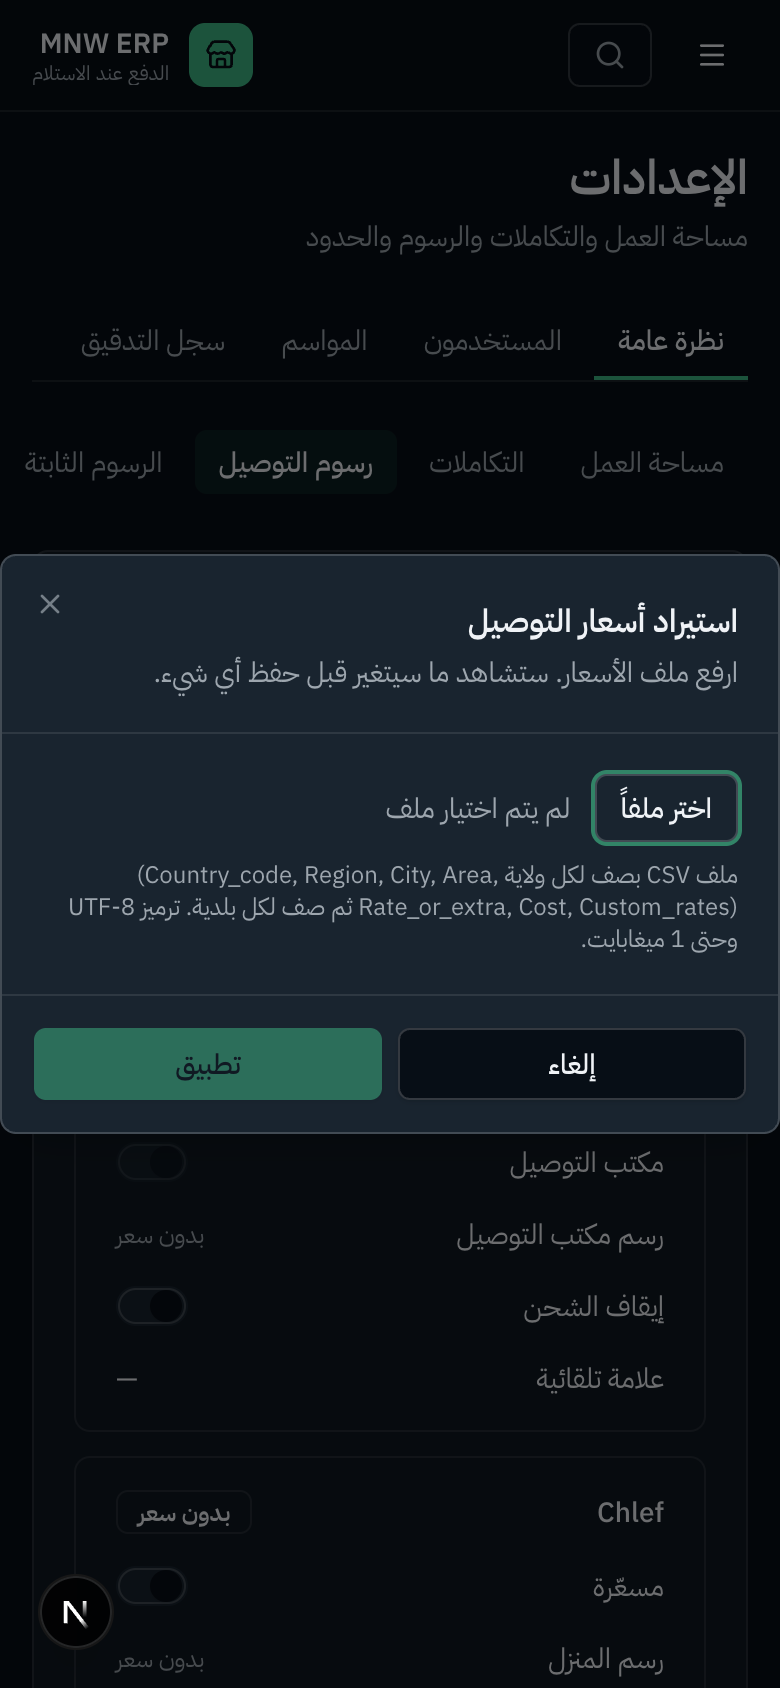 MNW ERP
الدفع عند الاستلام
الإعدادات
مساحة العمل والتكاملات والرسوم والحدود
نظرة عامة
المستخدمون
المواسم
سجل التدقيق
مساحة العمل
التكاملات
رسوم التوصيل
الرسوم الثابتة
استيراد أسعار التوصيل
ارفع ملف الأسعار. ستشاهد ما سيتغير قبل حفظ أي شيء.
اختر ملفاً
لم يتم اختيار ملف
ملف CSV بصف لكل ولاية (Country_code, Region, City, Area,
Rate_or_extra, Cost, Custom_rates) ثم صف لكل بلدية. ترميز UTF-8
وحتى 1 ميغابايت.
إلغاء
تطبيق
مكتب التوصيل
رسم مكتب التوصيل
بدون سعر
إيقاف الشحن
علامة تلقائية
—
Chlef
بدون سعر
مسعّرة
رسم المنزل
بدون سعر
N